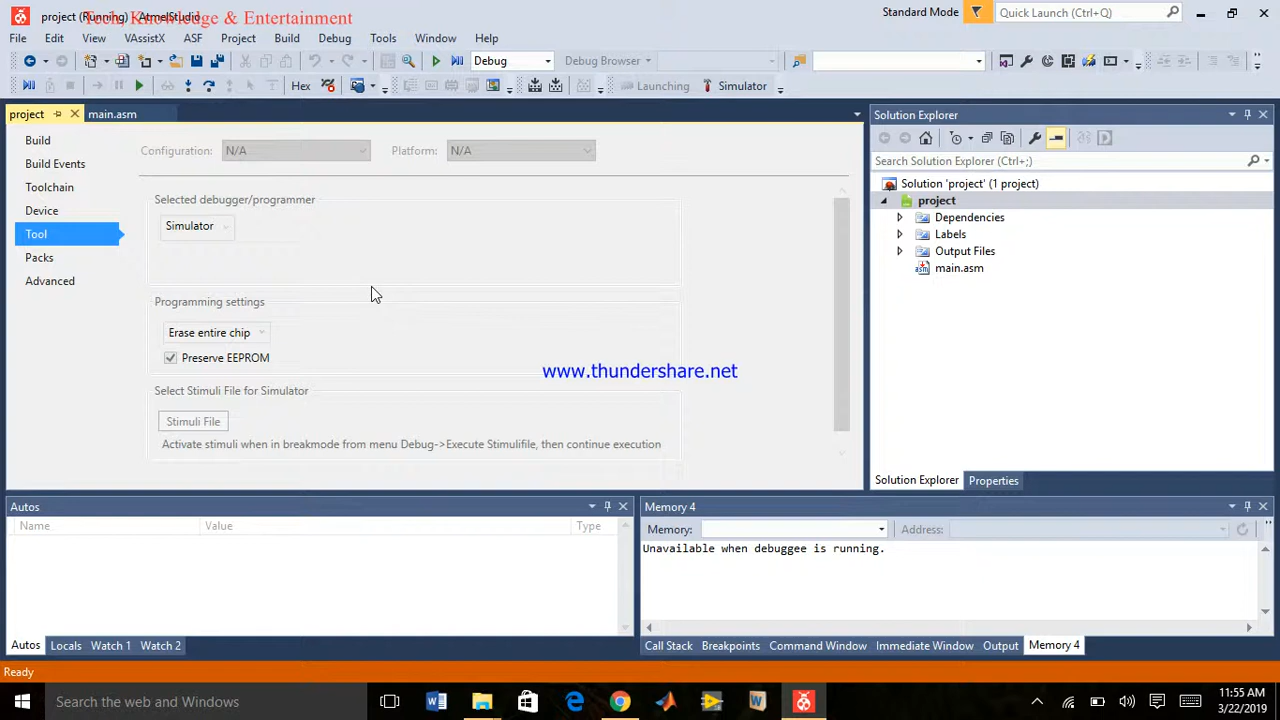 project (Running) - AtmelStudio
Tech, Knowledge & Entertainment
Standard Mode
Quick Launch (Ctrl+Q)
File Edit View VAssistX ASF Project Build Debug Tools Window Help
Debug
Debug Browser
Hex
Launching
Simulator
project
main.asm
Build
Build Events
Toolchain
Device
Tool
Packs
Advanced
Configuration: N/A
Platform: N/A
Selected debugger/programmer
Simulator
Programming settings
Erase entire chip
Preserve EEPROM
www.thundershare.net
Select Stimuli File for Simulator
Stimuli File
Activate stimuli when in breakmode from menu Debug->Execute Stimulifile, then continue execution
Solution Explorer
Search Solution Explorer (Ctrl+;)
Solution 'project' (1 project)
project
Dependencies
Labels
Output Files
main.asm
Solution Explorer Properties
Autos
Name Value Type
Autos Locals Watch 1 Watch 2
Memory 4
Memory: Address:
Unavailable when debuggee is running.
Call Stack Breakpoints Command Window Immediate Window Output Memory 4
Ready
Search the web and Windows
11:55 AM
3/22/2019